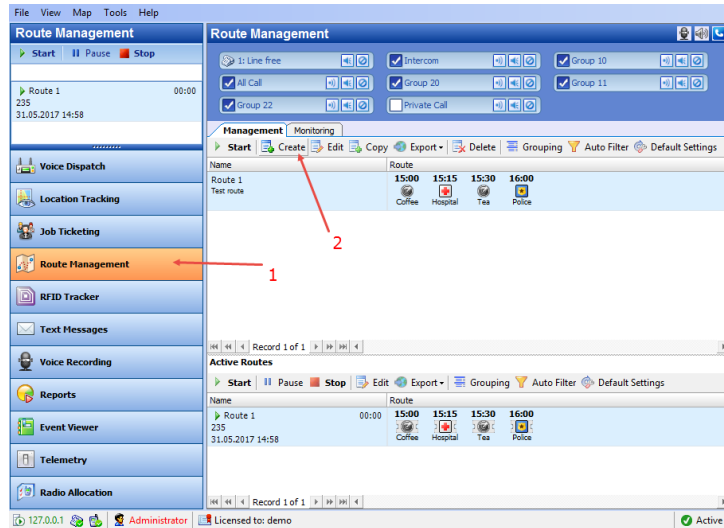 File View Map Tools Help
Route Management
Start Pause Stop
Route 1 00:00
235
31.05.2017 14:58
Voice Dispatch
Location Tracking
Job Ticketing
Route Management
RFID Tracker
Text Messages
Voice Recording
Reports
Event Viewer
Telemetry
Radio Allocation
Route Management
1: Line free Intercom Group 10
All Call Group 20 Group 11
Group 22 Private Call
Management Monitoring
Start Create Edit Copy Export Delete Grouping Auto Filter Default Settings
Name Route
Route 1 15:00 15:15 15:30 16:00
Test route
Coffee Hospital Tea Police
2
1
Record 1 of 1
Active Routes
Start Pause Stop Edit Export Grouping Auto Filter Default Settings
Name Route
Route 1 00:00 15:00 15:15 15:30 16:00
235
31.05.2017 14:58 Coffee Hospital Tea Police
Record 1 of 1
127.0.0.1 Administrator Licensed to: demo Active